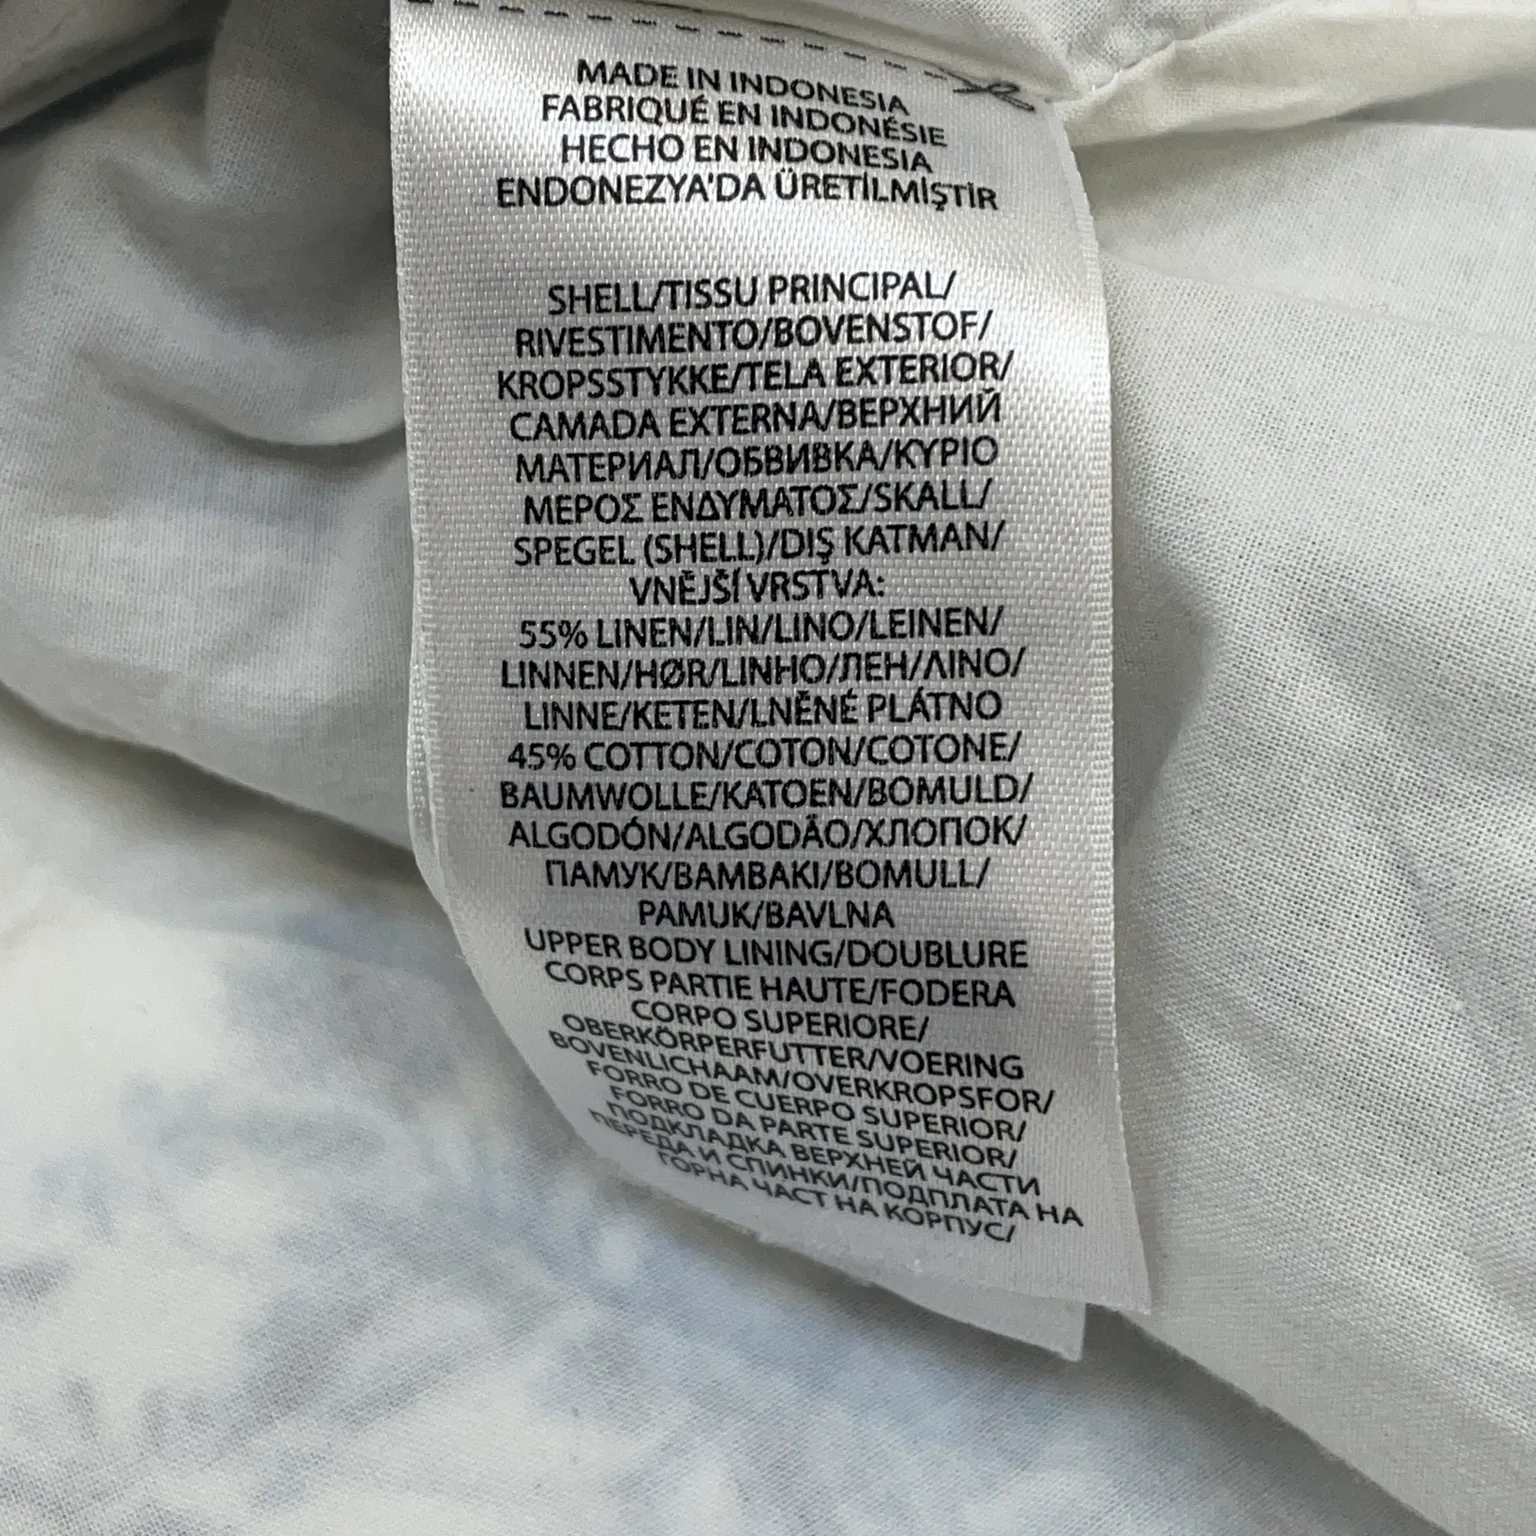 MADE IN INDONESIA
FABRIQUÉ EN INDONÉSIE
HECHO EN INDONESIA
ENDONEZYA'DA ÜRETİLMİŞTİR
SHELL/TISSU PRINCIPAL/
RIVESTIMENTO/BOVENSTOF/
KROPSSTYKKE/TELA EXTERIOR/
CAMADA EXTERNA/ВЕРХНИЙ
МАТЕРИАЛ/ОБВИВКА/ΚΥΡΙΟ
ΜΕΡΟΣ ΕΝΔΥΜΑΤΟΣ/SKALL/
SPEGEL (SHELL)/DIŞ KATMAN/
VNĚJŠÍ VRSTVA:
55% LINEN/LIN/LINO/LEINEN/
LINNEN/HØR/LINHO/ЛЕН/ΛΙΝΟ/
LINNE/KETEN/LNĚNÉ PLÁTNO
45% COTTON/COTON/COTONE/
BAUMWOLLE/KATOEN/BOMULD/
ALGODÓN/ALGODÃO/ХЛОПОК/
ПАМУК/ΒΑΜΒΑΚΙ/BOMULL/
PAMUK/BAVLNA
UPPER BODY LINING/DOUBLURE
CORPS PARTIE HAUTE/FODERA
CORPO SUPERIORE/
OBERKÖRPERFUTTER/VOERING
BOVENLICHAAM/OVERKROPSFOR/
FORRO DE CUERPO SUPERIOR/
FORRO DA PARTE SUPERIOR/
ПОДКЛАДКА ВЕРХНЕЙ ЧАСТИ
ПЕРЕДА И СПИНКИ/ПОДПЛАТА НА
ГОРНА ЧАСТ НА КОРПУС/